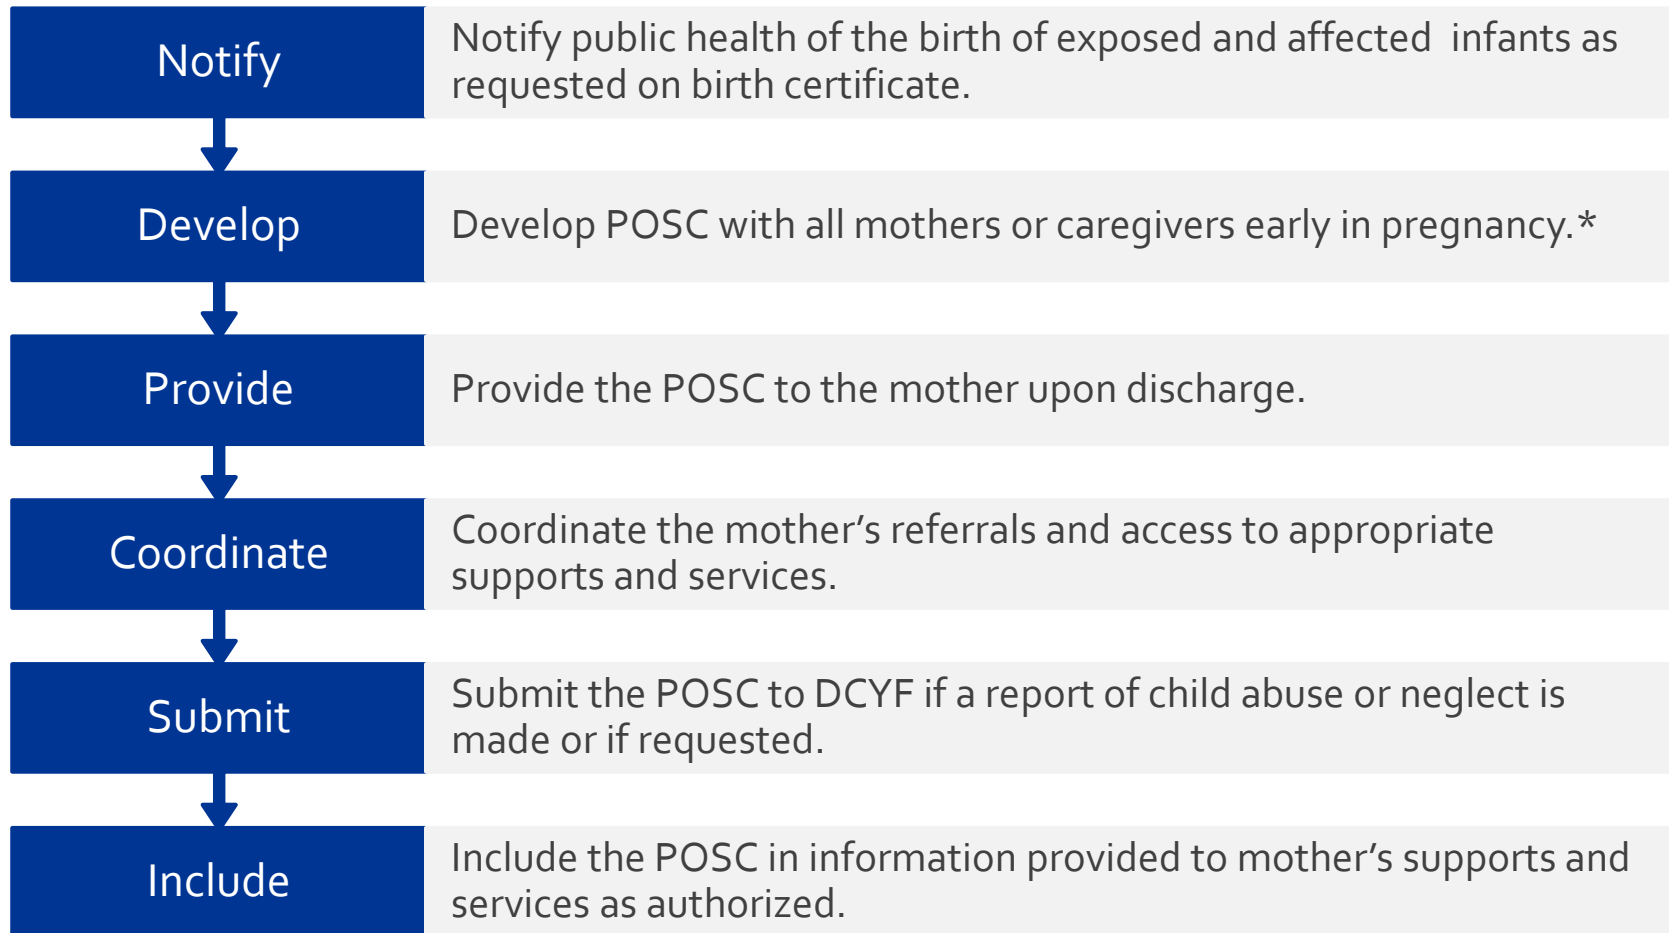 Notify
Notify public health of the birth of exposed and affected  infants as
requested on birth certificate.
Develop
Develop POSC with all mothers or caregivers early in pregnancy.*
Provide
Provide the POSC to the mother upon discharge.
Coordinate
Coordinate the mother’s referrals and access to appropriate
supports and services.
Submit
Submit the POSC to DCYF if a report of child abuse or neglect is
made or if requested.
Include
Include the POSC in information provided to mother’s supports and
services as authorized.